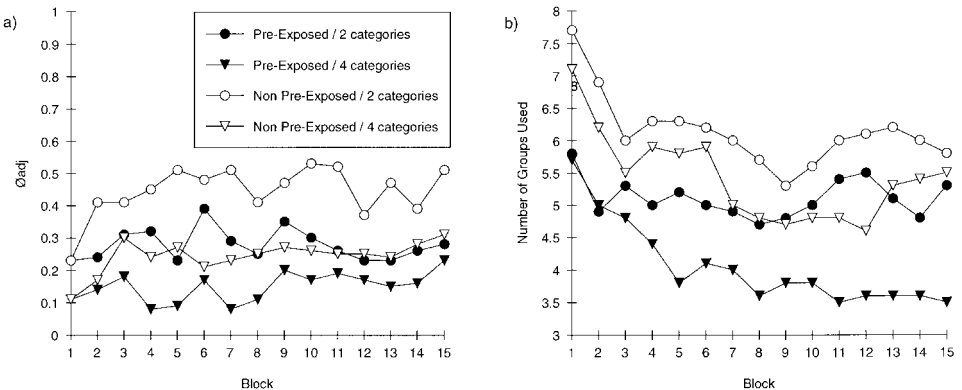 a)
Øadj
1
0.9
0.8
0.7
0.6
0.5
0.4
0.3
0.2
0.1
0
1 2 3 4 5 6 7 8 9 10 11 12 13 14 15
Block
Pre-Exposed / 2 categories
Pre-Exposed / 4 categories
Non Pre-Exposed / 2 categories
Non Pre-Exposed / 4 categories
b)
Number of Groups Used
8
7.5
7
6.5
6
5.5
5
4.5
4
3.5
3
8
1 2 3 4 5 6 7 8 9 10 11 12 13 14 15
Block